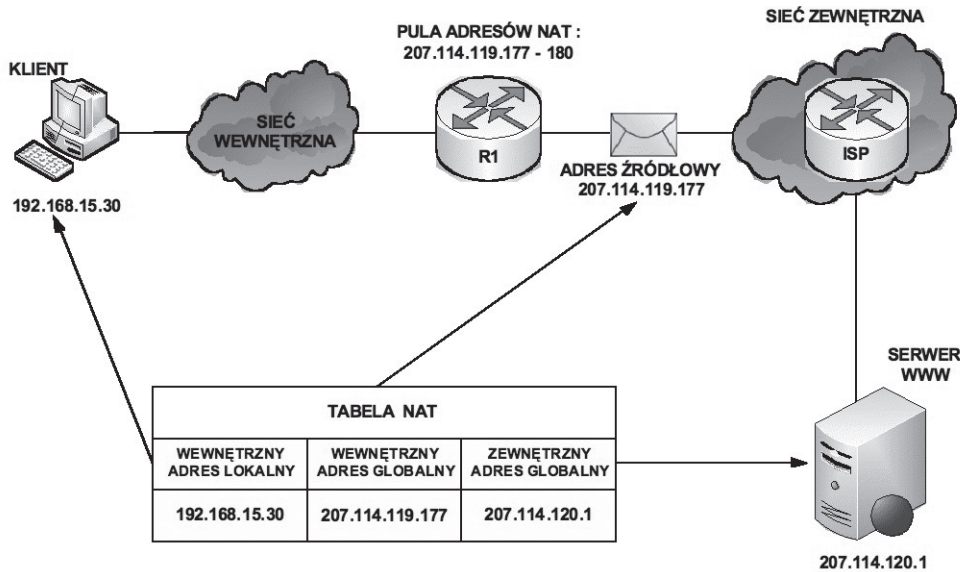 SIEĆ ZEWNĘTRZNA
PULA ADRESÓW NAT :
207.114.119.177 - 180
KLIENT
SIEĆ
WEWNĘTRZNA
R1
ISP
ADRES ŹRÓDŁOWY
207.114.119.177
192.168.15.30
SERWER
WWW
TABELA NAT
WEWNĘTRZNY
ADRES LOKALNY
WEWNĘTRZNY
ADRES GLOBALNY
ZEWNĘTRZNY
ADRES GLOBALNY
192.168.15.30
207.114.119.177
207.114.120.1
207.114.120.1